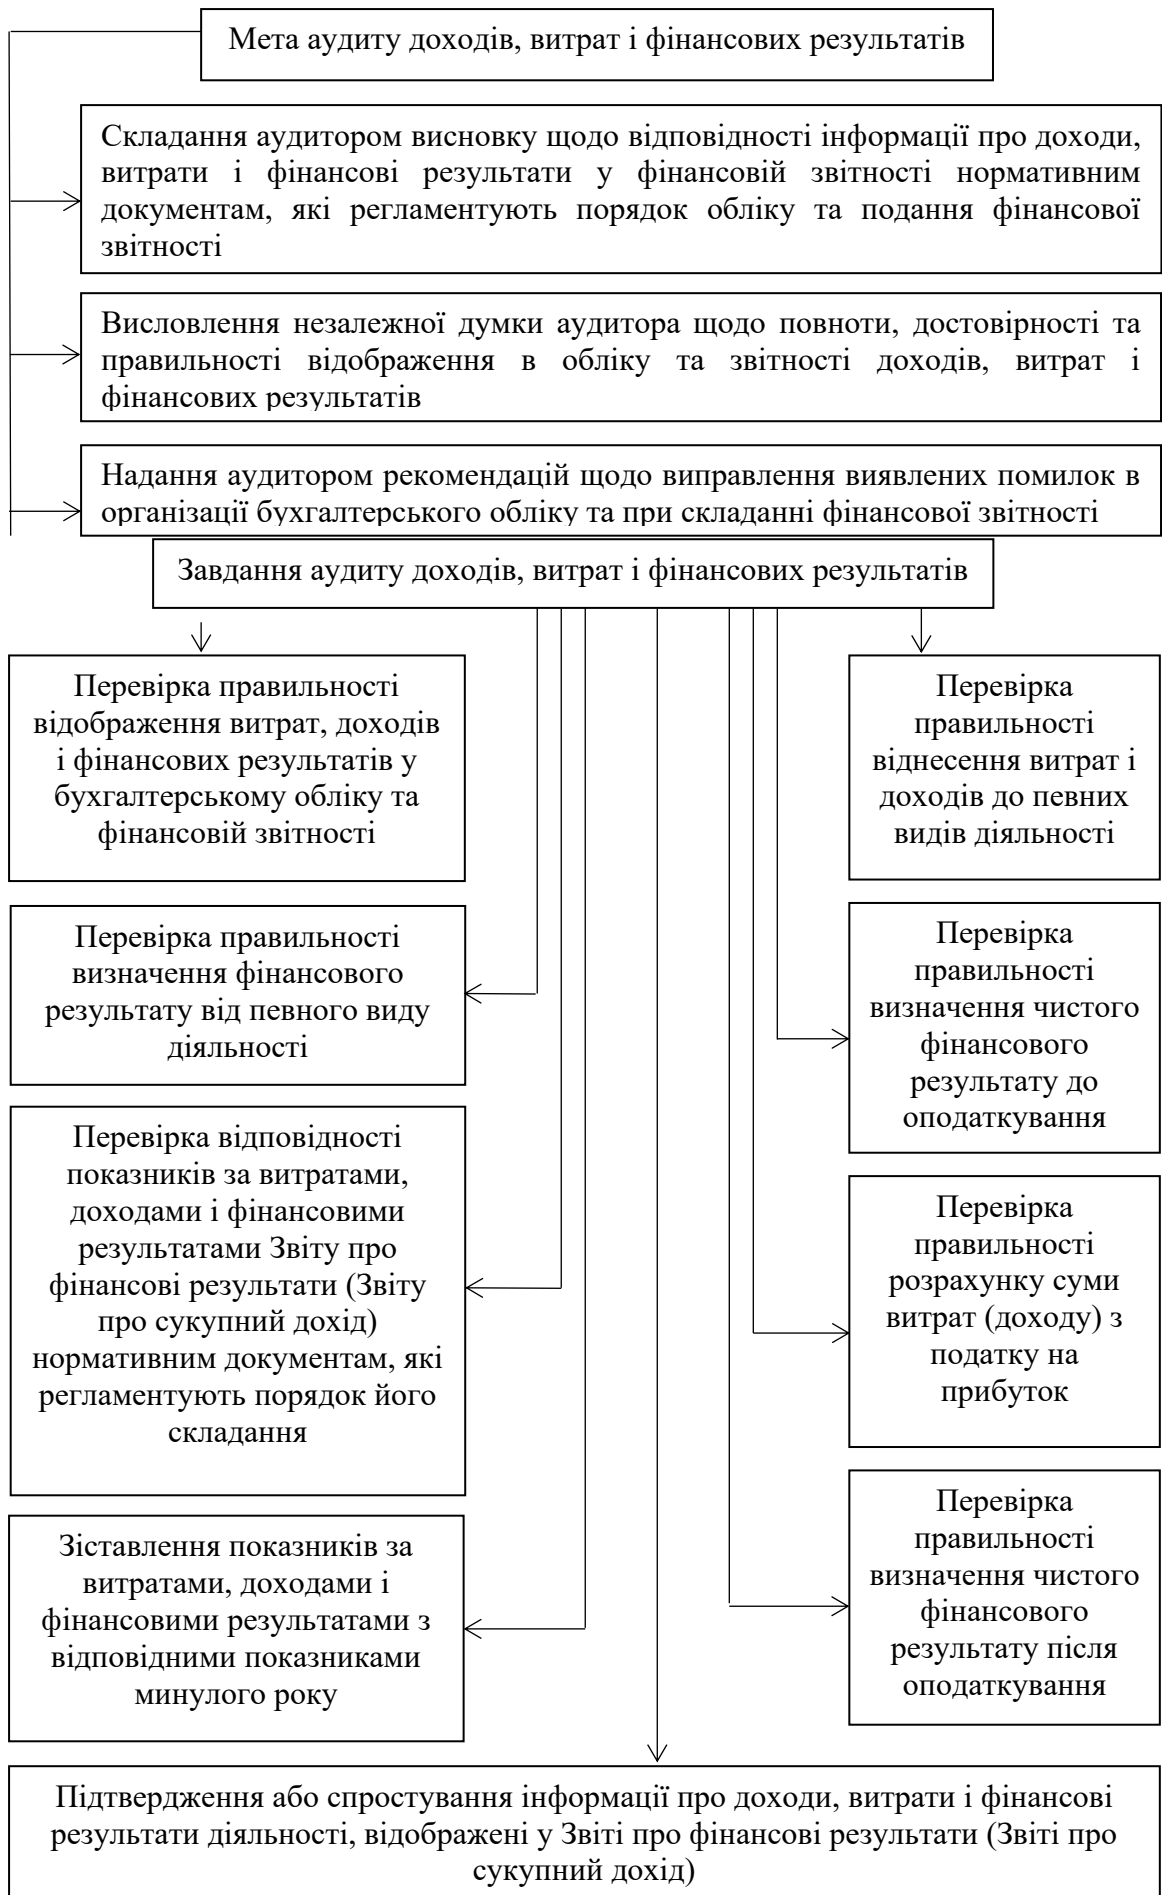 Мета аудиту доходів, витрат і фінансових результатів
Складання аудитором висновку щодо відповідності інформації про доходи,
витрати і фінансові результати у фінансовій звітності нормативним
документам, які регламентують порядок обліку та подання фінансової
звітності
Висловлення незалежної думки аудитора щодо повноти, достовірності та
правильності відображення в обліку та звітності доходів, витрат і
фінансових результатів
Надання аудитором рекомендацій щодо виправлення виявлених помилок в
організації бухгалтерського обліку та при складанні фінансової звітності
Завдання аудиту доходів, витрат і фінансових результатів
Перевірка правильності
відображення витрат, доходів
і фінансових результатів у
бухгалтерському обліку та
фінансовій звітності
Перевірка
правильності
віднесення витрат і
доходів до певних
видів діяльності
Перевірка правильності
визначення фінансового
результату від певного виду
діяльності
Перевірка
правильності
визначення чистого
фінансового
результату до
оподаткування
Перевірка відповідності
показників за витратами,
доходами і фінансовими
результатами Звіту про
фінансові результати (Звіту
про сукупний дохід)
нормативним документам, які
регламентують порядок його
складання
Перевірка
правильності
розрахунку суми
витрат (доходу) з
податку на
прибуток
Зіставлення показників за
витратами, доходами і
фінансовими результатами з
відповідними показниками
минулого року
Перевірка
правильності
визначення чистого
фінансового
результату після
оподаткування
Підтвердження або спростування інформації про доходи, витрати і фінансові
результати діяльності, відображені у Звіті про фінансові результати (Звіті про
сукупний дохід)